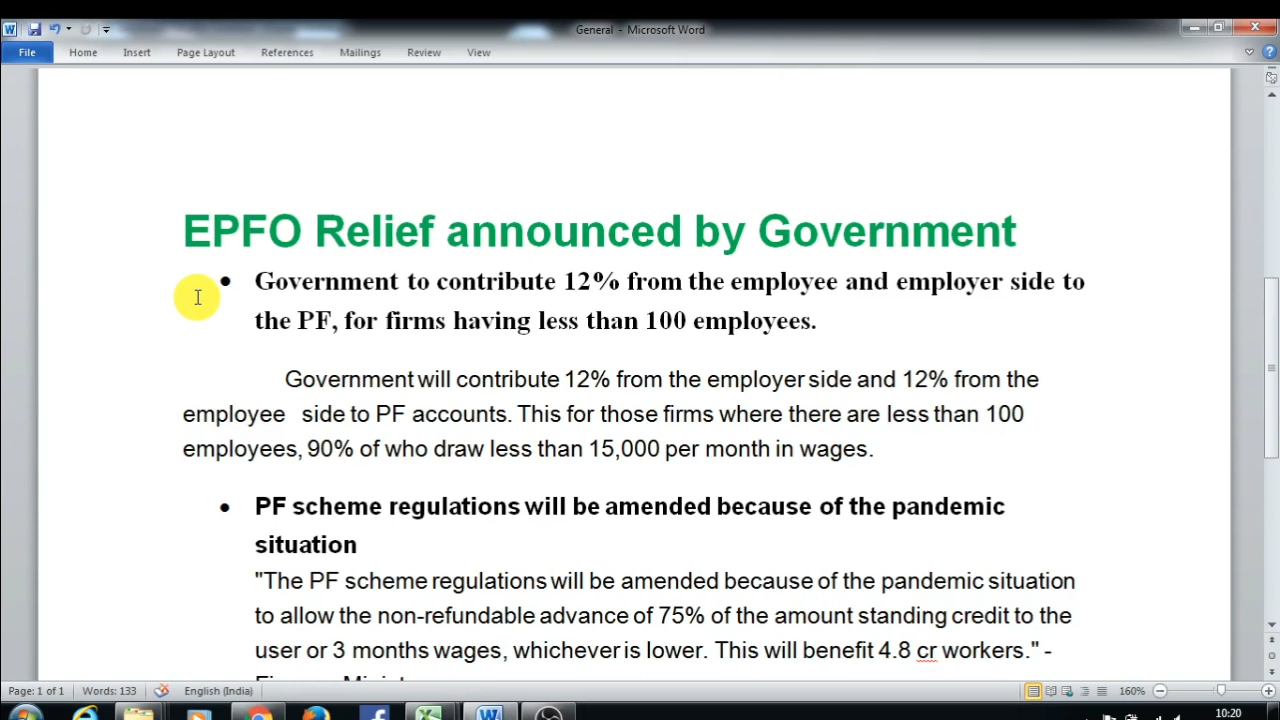 General - Microsoft Word
File Home Insert Page Layout References Mailings Review View
EPFO Relief announced by Government
• Government to contribute 12% from the employee and employer side to
the PF, for firms having less than 100 employees.
Government will contribute 12% from the employer side and 12% from the
employee side to PF accounts. This for those firms where there are less than 100
employees, 90% of who draw less than 15,000 per month in wages.
• PF scheme regulations will be amended because of the pandemic
situation
"The PF scheme regulations will be amended because of the pandemic situation
to allow the non-refundable advance of 75% of the amount standing credit to the
user or 3 months wages, whichever is lower. This will benefit 4.8 cr workers." -
Page: 1 of 1 Words: 133 English (India) 160%
10:20